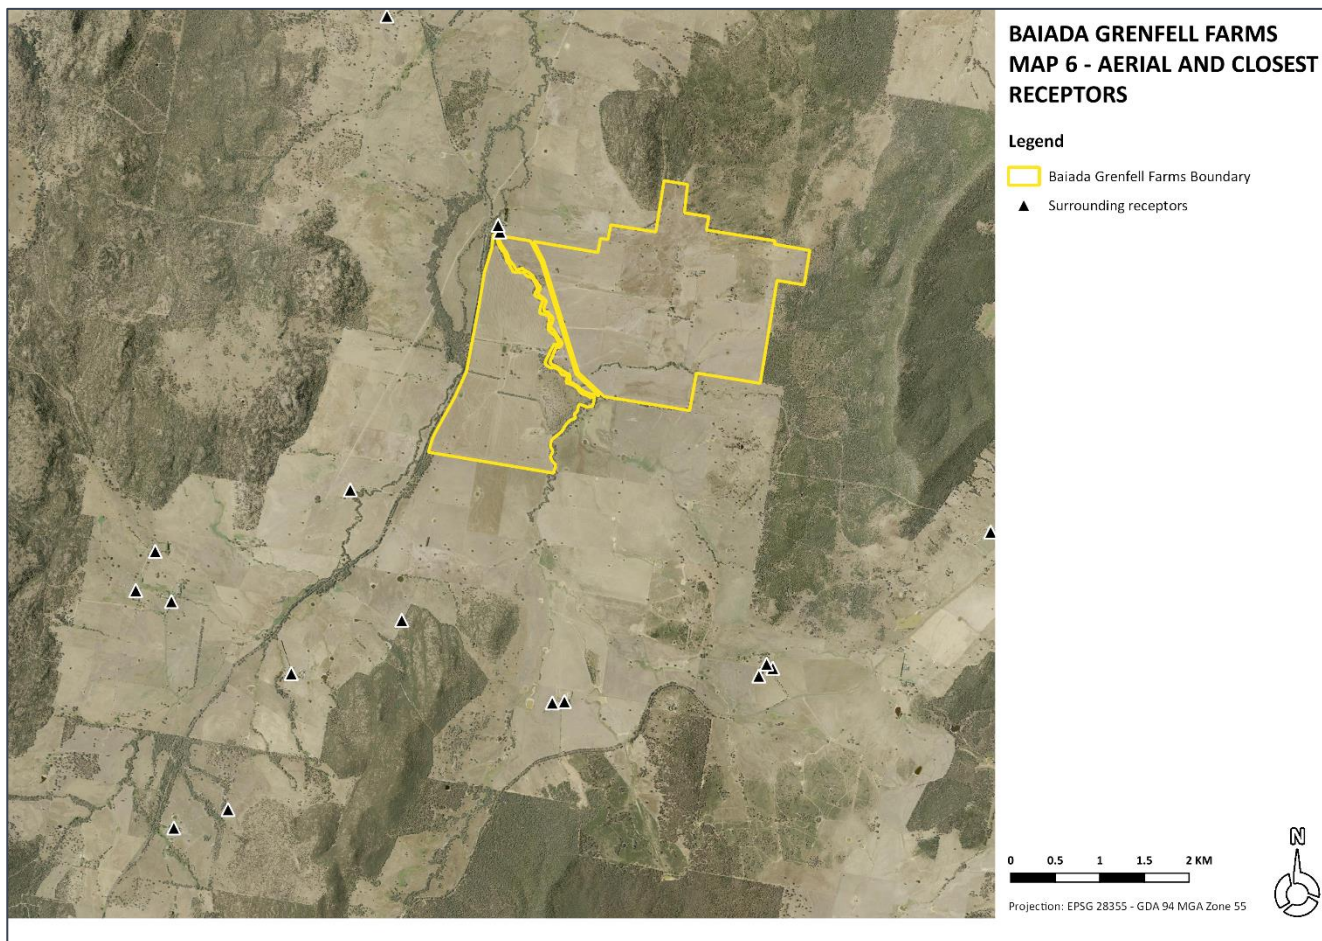 BAIADA GRENFELL FARMS
MAP 6 - AERIAL AND CLOSEST
RECEPTORS
Legend
Baiada Grenfell Farms Boundary
Surrounding receptors
N
0 0.5 1 1.5 2 KM
Projection: EPSG 28355 - GDA 94 MGA Zone 55